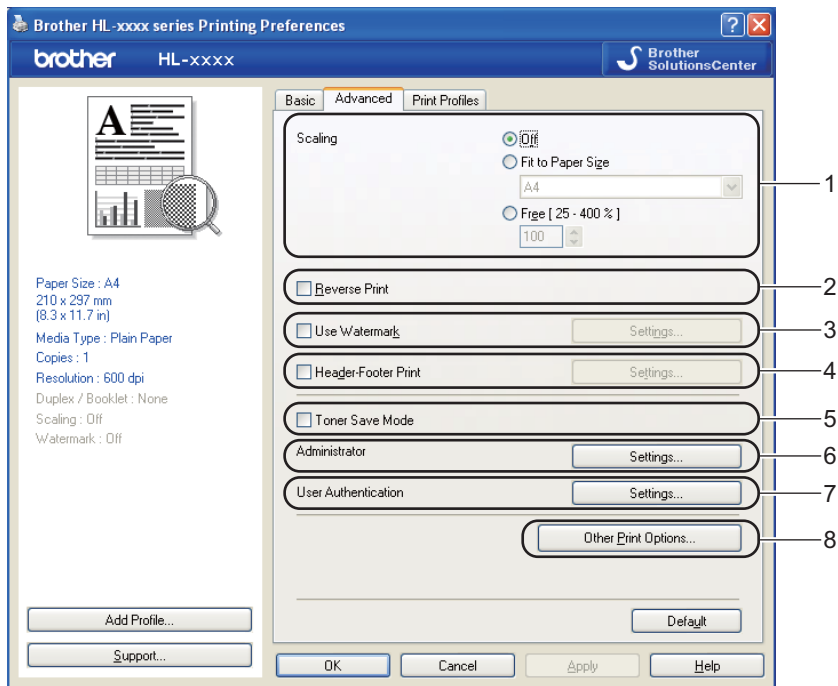 Brother HL-xxxx series Printing Preferences
brother HL-xxxx
Brother
SolutionsCenter
A
Paper Size : A4
210 x 297 mm
(8.3 x 11.7 in)
Media Type : Plain Paper
Copies : 1
Resolution : 600 dpi
Duplex / Booklet : None
Scaling : Off
Watermark : Off
Add Profile...
Support...
Basic Advanced Print Profiles
Scaling
Off
Fit to Paper Size
A4
Free [ 25 - 400 % ]
100
1
Reverse Print
2
Use Watermark Settings...
3
Header-Footer Print Settings...
4
Toner Save Mode
5
Administrator Settings...
6
User Authentication Settings...
7
Other Print Options...
8
Default
OK Cancel Apply Help